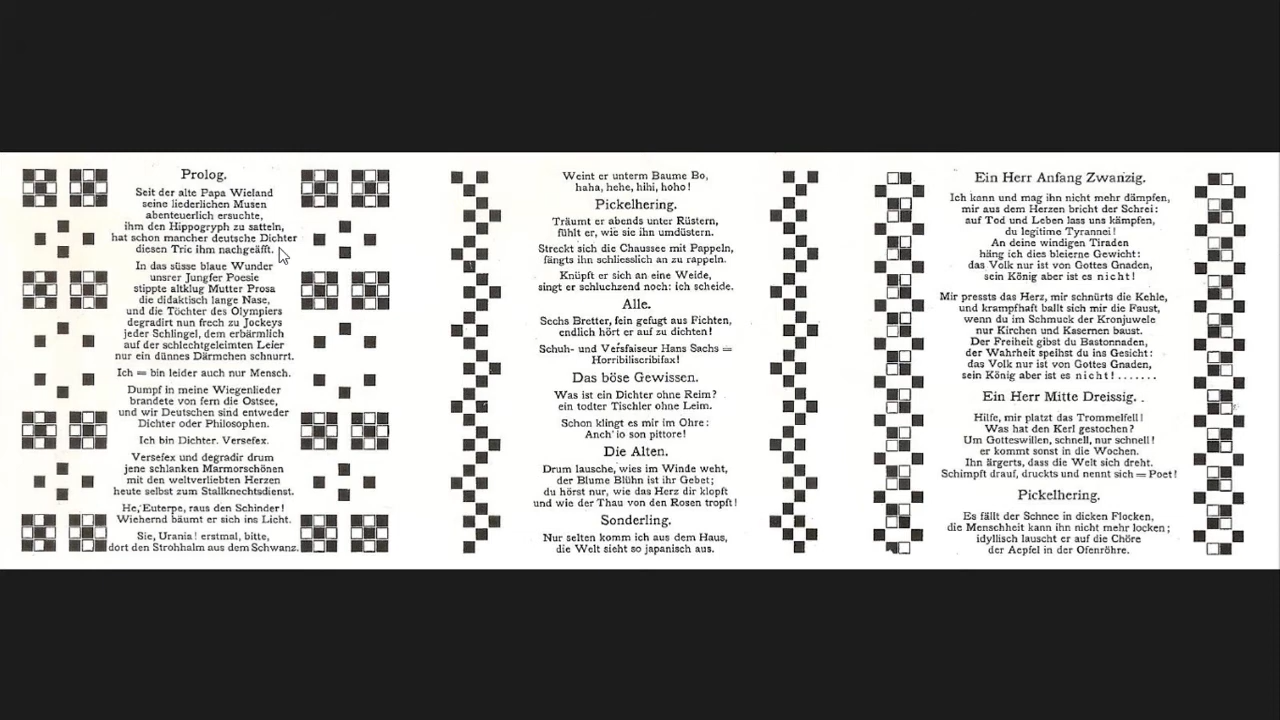 Prolog.
Seit der alte Papa Wieland
seine liederlichen Musen
abenteuerlich ersuchte,
ihm den Hippogryph zu satteln,
hat schon mancher deutsche Dichter
diesen Tric ihm nachgeäfft.
In das süsse blaue Wunder
unsrer Jungfer Poesie
stippte altklug Mutter Prosa
die didaktisch lange Nase,
und die Töchter des Olympiers
degradirt nun frech zu Jockeys
jeder Schlingel, dem erbärmlich
auf der schlechtgeleimten Leier
nur ein dünnes Därmchen schnurrt.
Ich = bin leider auch nur Mensch.
Dumpf in meine Wiegenlieder
brandete von fern die Ostsee,
und wir Deutschen sind entweder
Dichter oder Philosophen.
Ich bin Dichter. Versefex.
Versefex und degradir drum
jene schlanken Marmorschönen
mit den weltverliebten Herzen
heute selbst zum Stallknechtsdienst.
He, Euterpe, raus den Schinder!
Wiehernd bäumt er sich ins Licht.
Sie, Urania! erstmal, bitte,
dort den Strohhalm aus dem Schwanz.
Weint er unterm Baume Bo,
haha, hehe, hihi, hoho!
Pickelhering.
Träumt er abends unter Rüstern,
fühlt er, wie sie ihn umdüstern.
Streckt sich die Chaussee mit Pappeln,
fängts ihn schliesslich an zu rappeln.
Knüpft er sich an eine Weide,
singt er schluchzend noch: ich scheide.
Alle.
Sechs Bretter, fein gefugt aus Fichten,
endlich hört er auf zu dichten!
Schuh- und Versfaiseur Hans Sachs =
Horribiliscribifax!
Das böse Gewissen.
Was ist ein Dichter ohne Reim?
ein todter Tischler ohne Leim.
Schon klingt es mir im Ohre:
Anch' io son pittore!
Die Alten.
Drum lausche, wies im Winde weht,
der Blume Blühn ist ihr Gebet;
du hörst nur, wie das Herz dir klopft
und wie der Thau von den Rosen tropft!
Sonderling.
Nur selten komm ich aus dem Haus,
die Welt sieht so japanisch aus.
Ein Herr Anfang Zwanzig.
Ich kann und mag ihn nicht mehr dämpfen,
mir aus dem Herzen bricht der Schrei:
auf Tod und Leben lass uns kämpfen,
du legitime Tyrannei!
An deine windigen Tiraden
häng ich dies bleierne Gewicht:
das Volk nur ist von Gottes Gnaden,
sein König aber ist es nicht!
Mir pressts das Herz, mir schnürts die Kehle,
und krampfhaft ballt sich mir die Faust,
wenn du im Schmuck der Kronjuwele
nur Kirchen und Kasernen baust.
Der Freiheit gibst du Bastonnaden,
der Wahrheit speihst du ins Gesicht:
das Volk nur ist von Gottes Gnaden,
sein König aber ist es nicht! . . . . . . .
Ein Herr Mitte Dreissig.
Hilfe, mir platzt das Trommelfell!
Was hat den Kerl gestochen?
Um Gotteswillen, schnell, nur schnell!
er kommt sonst in die Wochen.
Ihn ärgerts, dass die Welt sich dreht.
Schimpft drauf, druckts und nennt sich = Poet!
Pickelhering.
Es fällt der Schnee in dicken Flocken,
die Menschheit kann ihn nicht mehr locken;
idyllisch lauscht er auf die Chöre
der Aepfel in der Ofenröhre.